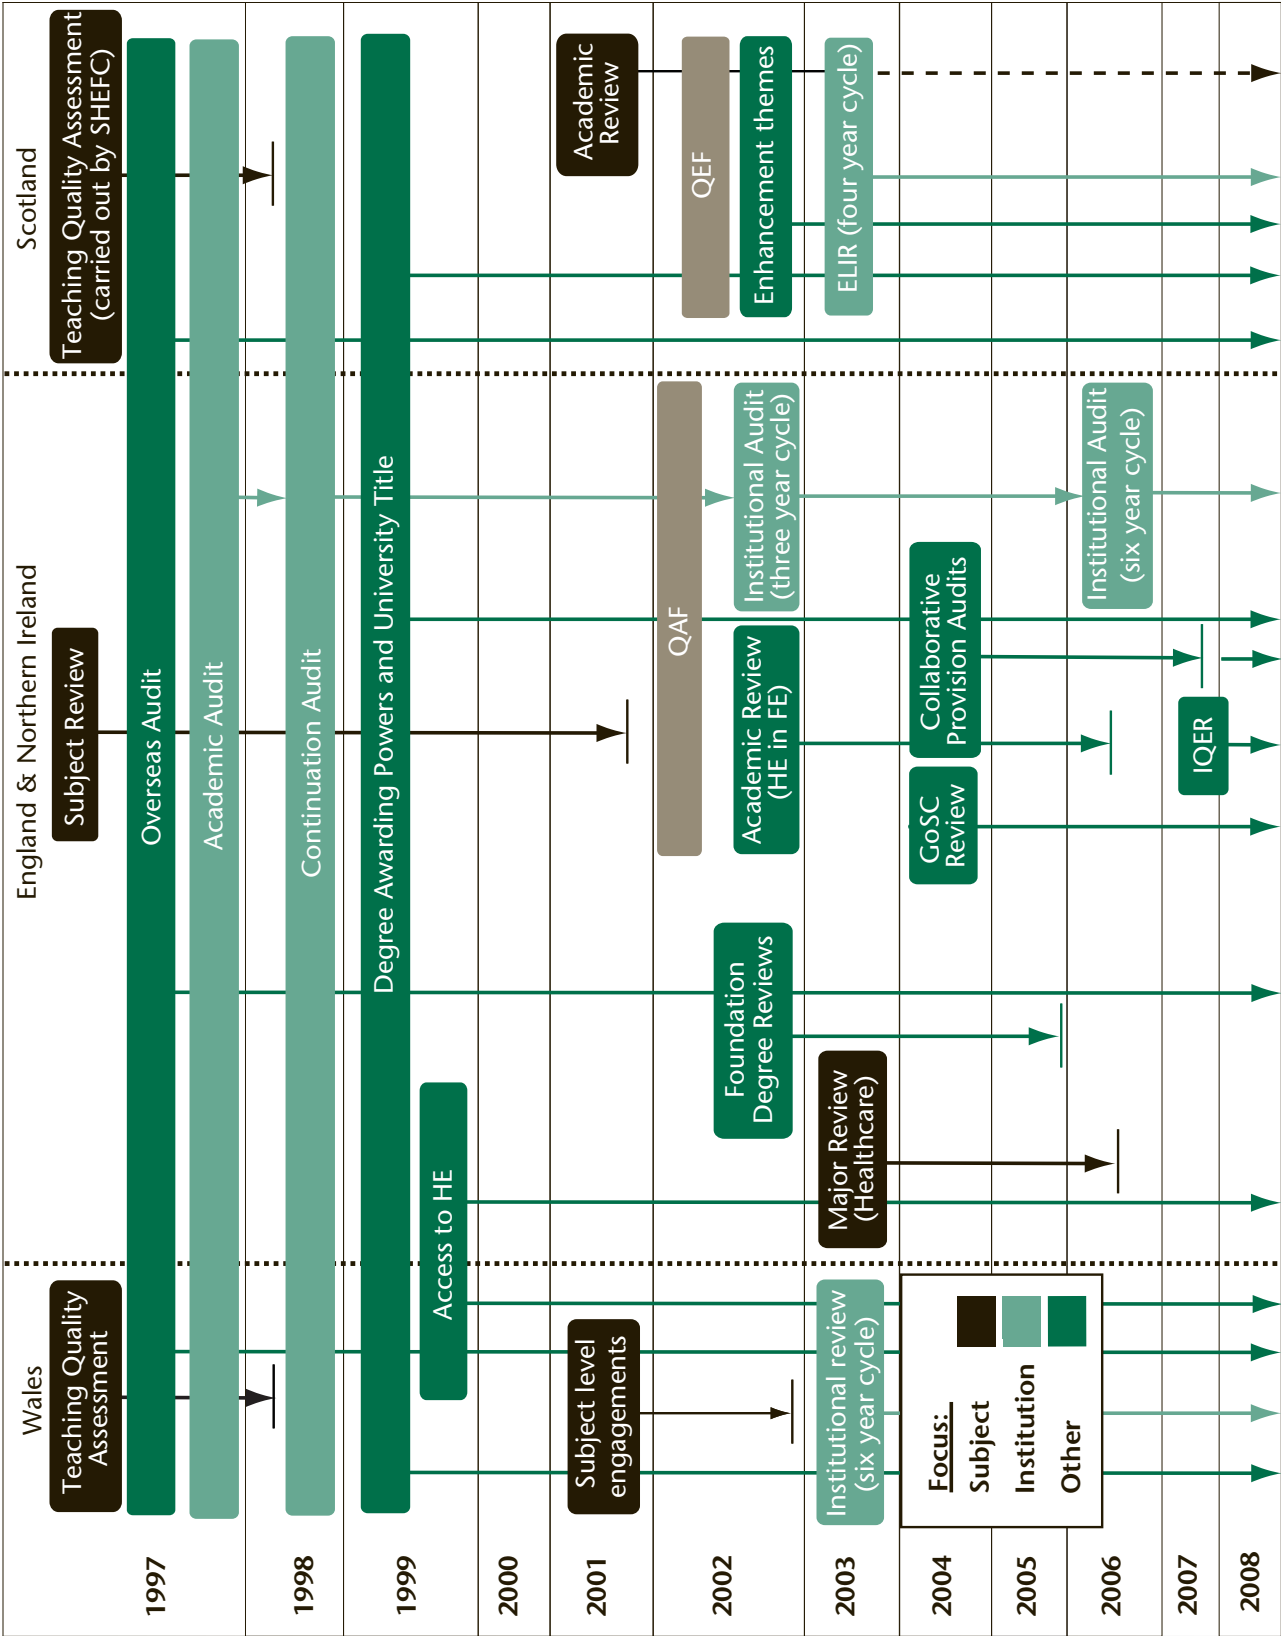 Wales
England & Northern Ireland
Scotland
1997
Teaching Quality
Assessment
Subject Review
Teaching Quality Assessment
(carried out by SHEFC)
Overseas Audit
Academic Audit
1998
Continuation Audit
1999
Degree Awarding Powers and University Title
Access to HE
2000
2001
Subject level
engagements
Academic
Review
2002
QAF
QEF
Foundation
Degree Reviews
Academic Review
(HE in FE)
Institutional Audit
(three year cycle)
Enhancement themes
2003
Institutional review
(six year cycle)
Major Review
(Healthcare)
ELIR (four year cycle)
2004
GoSC
Review
Collaborative
Provision Audits
2005
2006
Institutional Audit
(six year cycle)
2007
IQER
2008
Focus:
Subject
Institution
Other